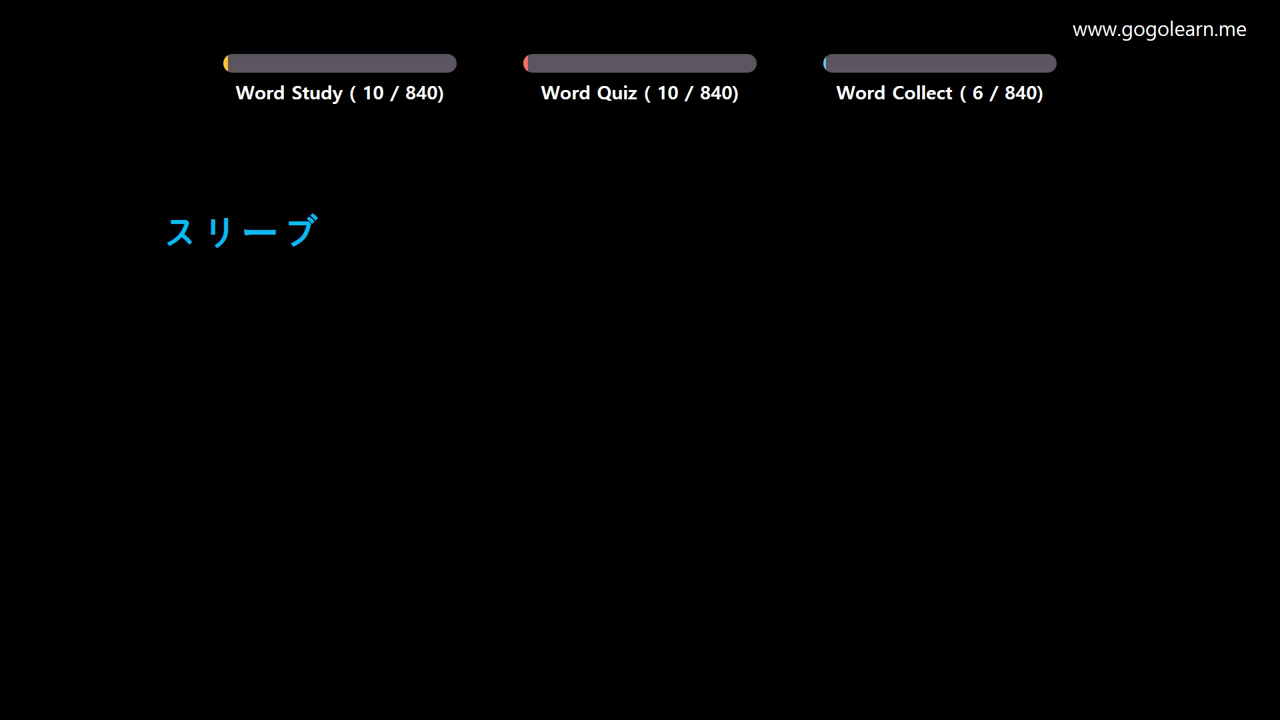 www.gogolearn.me
Word Study ( 10 / 840)
Word Quiz ( 10 / 840)
Word Collect ( 6 / 840)
スリーブ